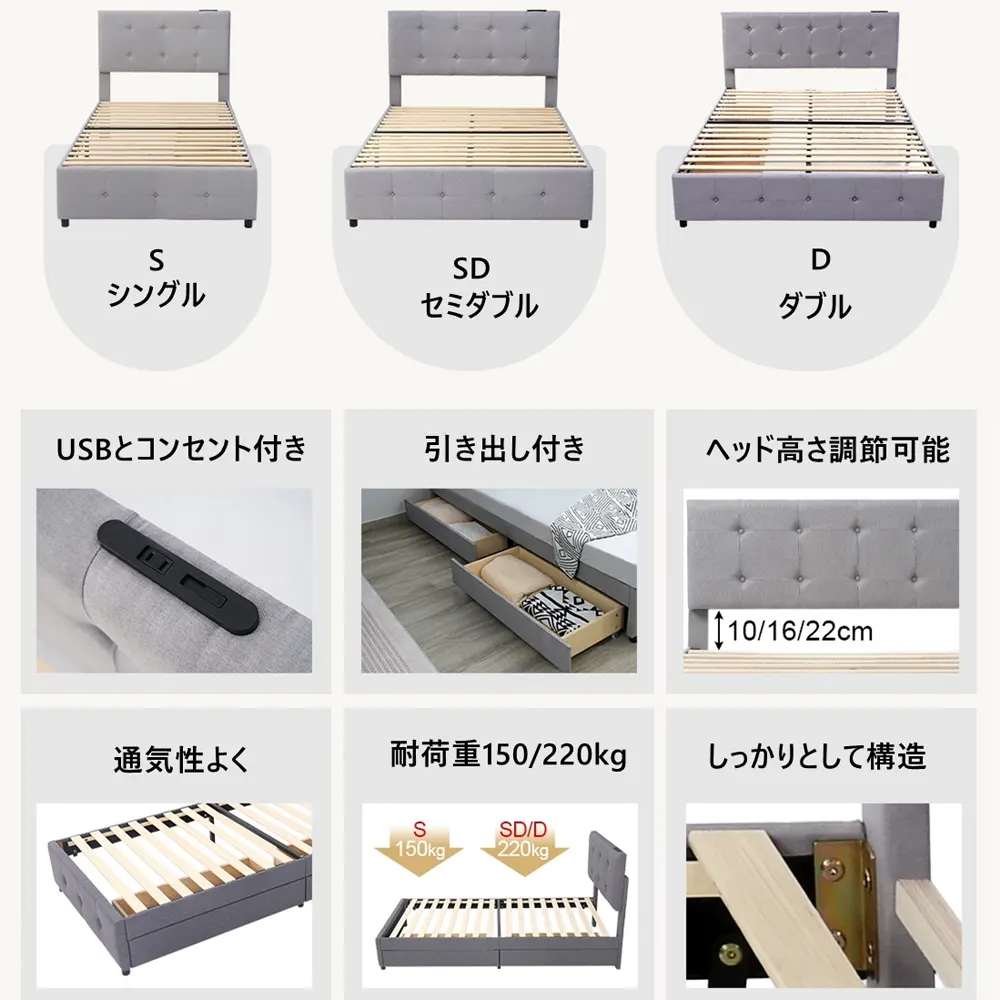 S
シングル
SD
セミダブル
D
ダブル
USBとコンセント付き
引き出し付き
ヘッド高さ調節可能
10/16/22cm
通気性よく
耐荷重150/220kg
しっかりとして構造
S
150kg
SD/D
220kg